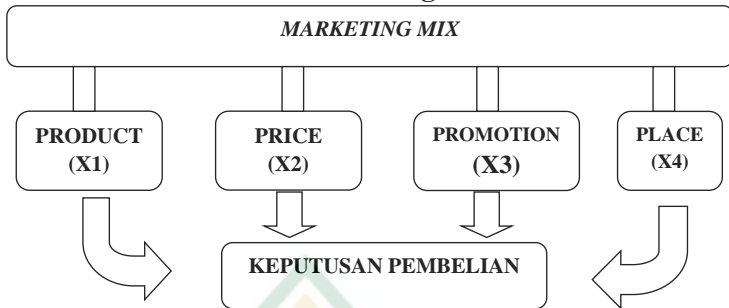 MARKETING MIX
PRODUCT
(X1)
PRICE
(X2)
PROMOTION
(X3)
PLACE
(X4)
KEPUTUSAN PEMBELIAN